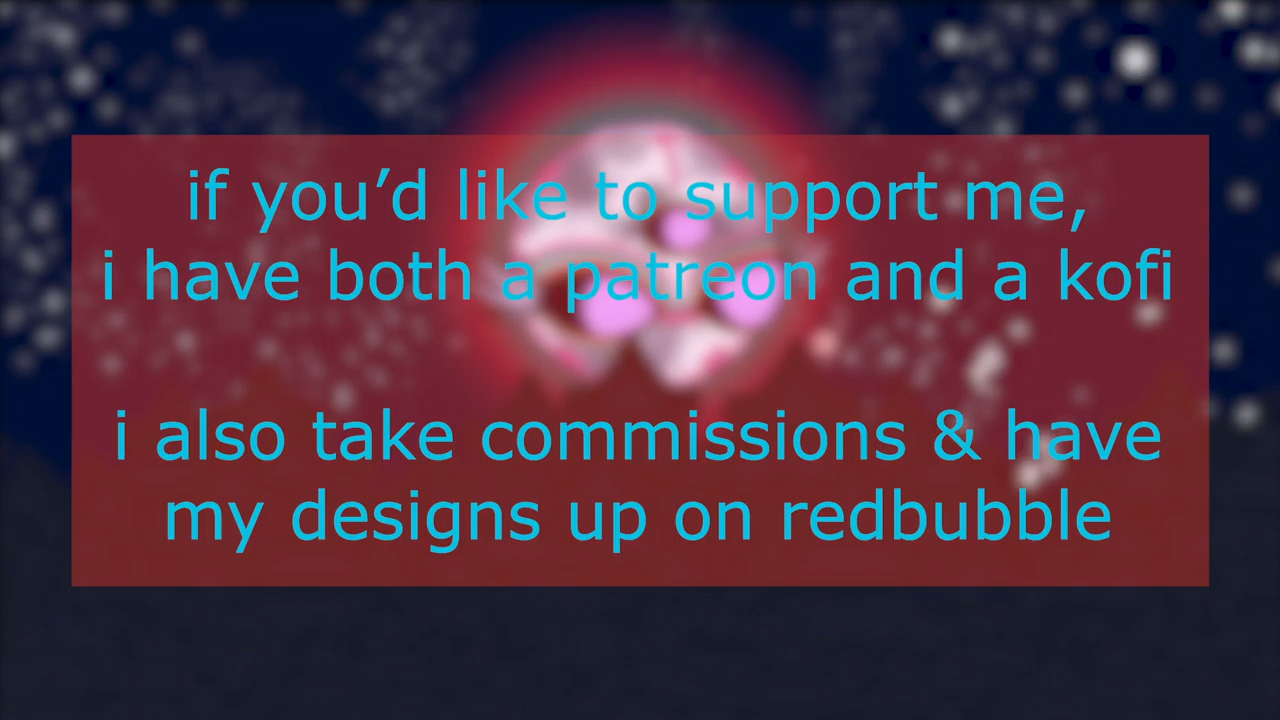 if you’d like to support me,
i have both a patreon and a kofi
i also take commissions & have
my designs up on redbubble